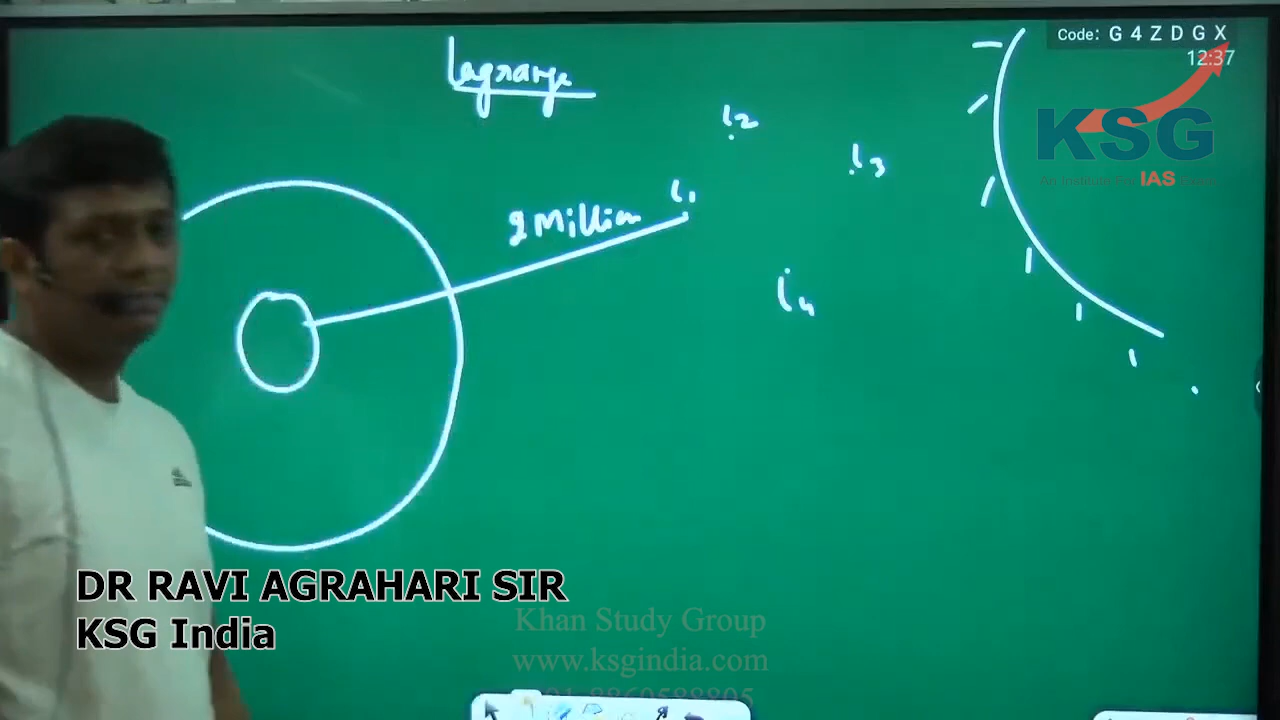 Code: G 4 Z D G X
12:37
Lagrange
KSG
An Institute For IAS Exam
L2
L3
L1
2 Million
L4
DR RAVI AGRAHARI SIR
KSG India
Khan Study Group
www.ksgindia.com